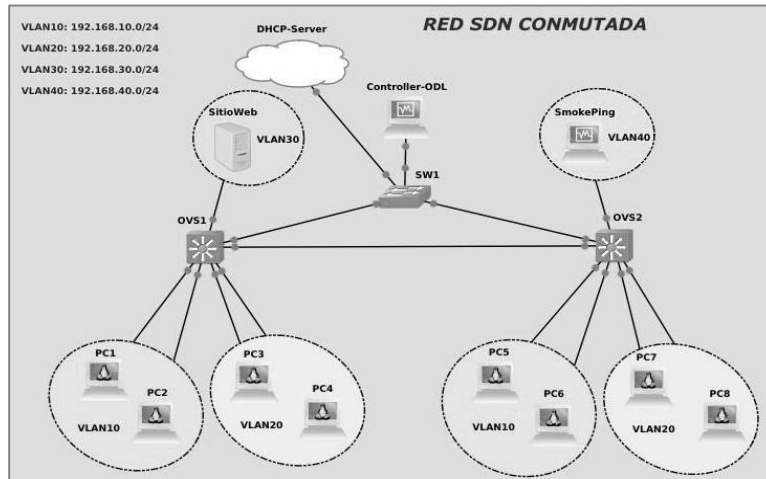 RED SDN CONMUTADA
VLAN10: 192.168.10.0/24
VLAN20: 192.168.20.0/24
VLAN30: 192.168.30.0/24
VLAN40: 192.168.40.0/24
DHCP-Server
Controller-ODL
SitioWeb
VLAN30
SmokePing
VLAN40
SW1
OVS1
OVS2
PC1
PC2
VLAN10
PC3
PC4
VLAN20
PC5
PC6
VLAN10
PC7
PC8
VLAN20